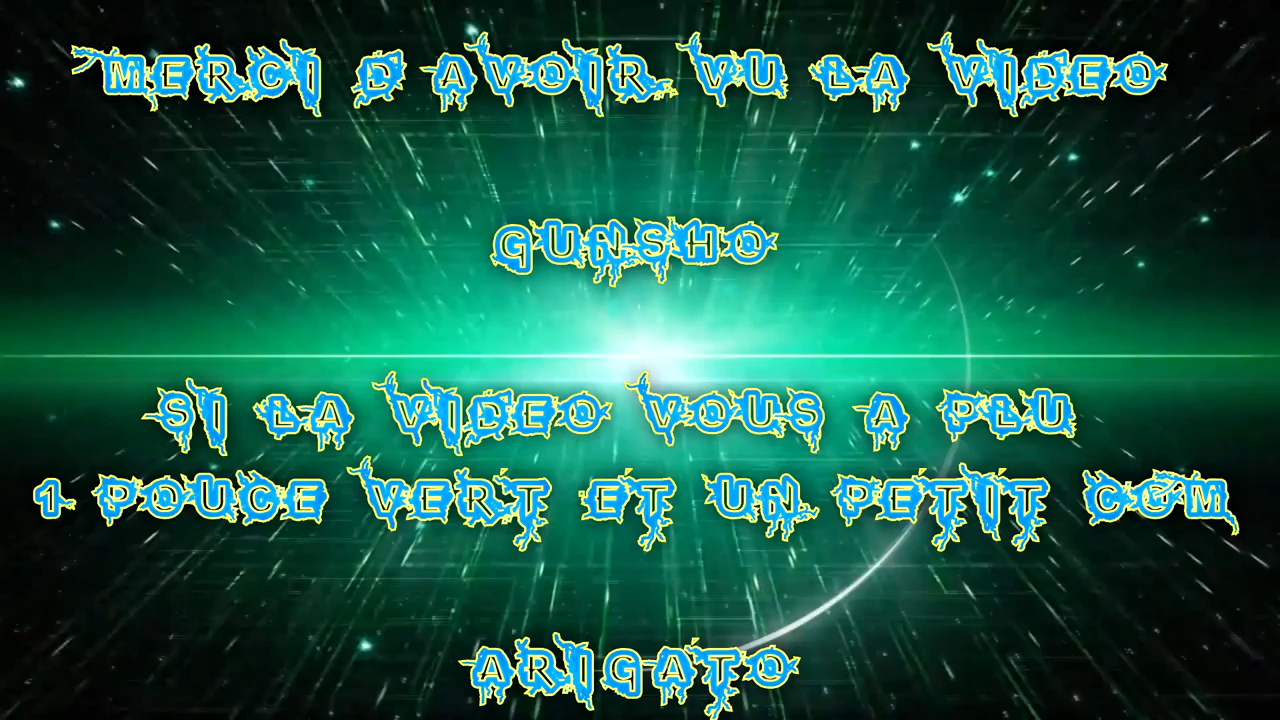 MERCI D AVOIR VU LA VIDEO
GUNSHO
SI LA VIDEO VOUS A PLU
1 POUCE VERT ET UN PETIT COM
ARIGATO